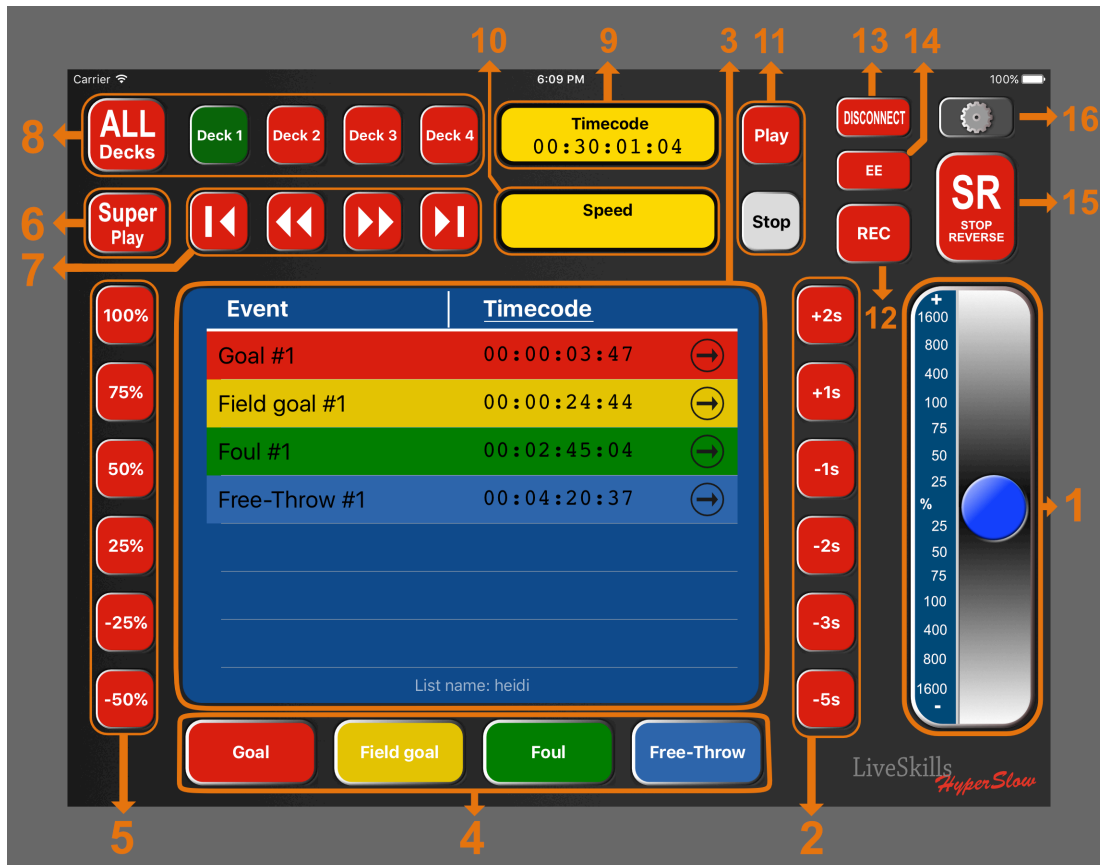 10
9
3
11
13
14
Carrier
6:09 PM
100%
8
ALL
Decks
Deck 1
Deck 2
Deck 3
Deck 4
Timecode
00:30:01:04
Play
DISCONNECT
16
EE
6
Super
Play
Speed
Stop
REC
SR
STOP
REVERSE
15
7
12
100%
75%
50%
25%
-25%
-50%
Event
Timecode
Goal #1
00:00:03:47
Field goal #1
00:00:24:44
Foul #1
00:02:45:04
Free-Throw #1
00:04:20:37
List name: heidi
+2s
+1s
-1s
-2s
-3s
-5s
+
1600
800
400
100
75
50
25
%
25
50
75
100
400
800
1600
-
1
Goal
Field goal
Foul
Free-Throw
LiveSkills
HyperSlow
5
4
2